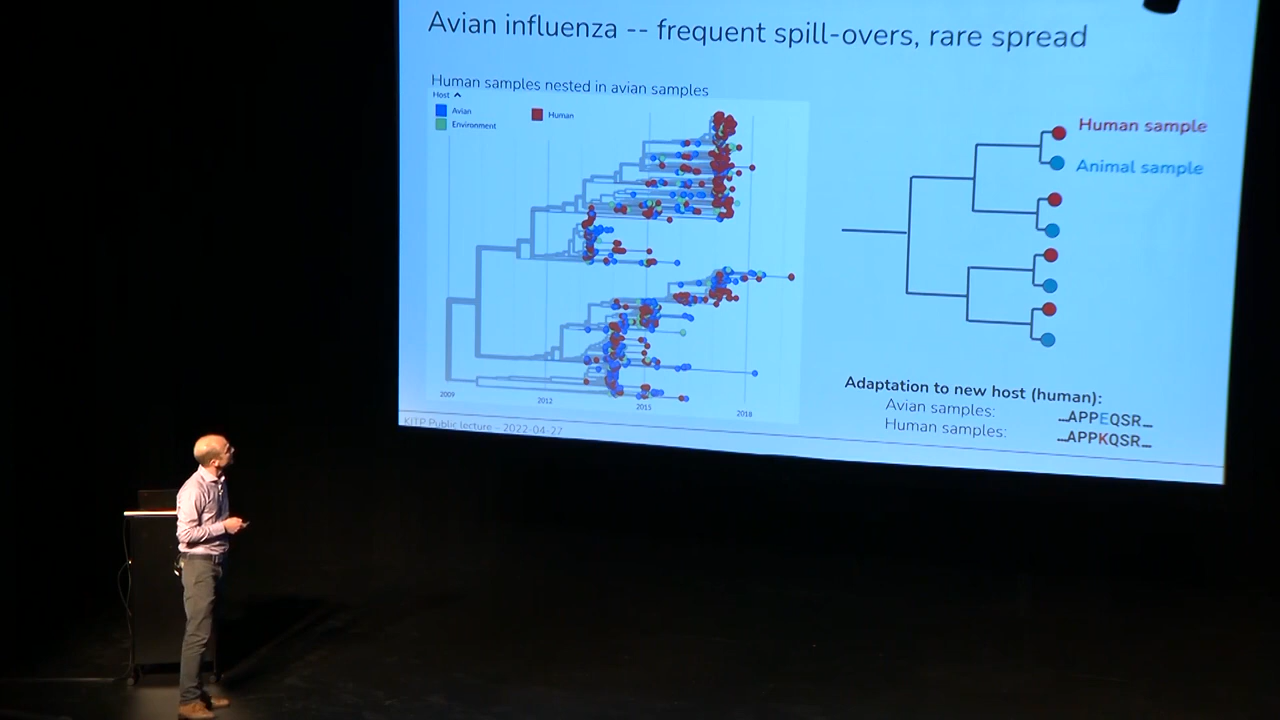 Avian influenza -- frequent spill-overs, rare spread
Human samples nested in avian samples
Host
Avian
Human
Environment
2009
2012
2015
2018
Human sample
Animal sample
Adaptation to new host (human):
Avian samples: …APPEQSR…
Human samples: …APPKQSR…
KITP Public lecture – 2022-04-27